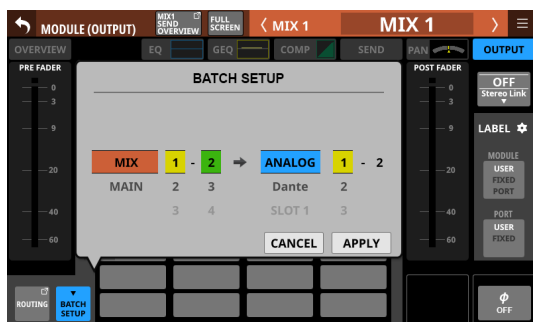 MODULE (OUTPUT)
MIX1
SEND
OVERVIEW
FULL
SCREEN
MIX 1
MIX 1
OVERVIEW
EQ
GEQ
COMP
SEND
PAN
OUTPUT
PRE FADER
0
3
9
20
40
60
BATCH SETUP
MIX 1 - 2 → ANALOG 1 - 2
MAIN 2 3 Dante 2
3 4 SLOT 1 3
CANCEL APPLY
POST FADER
0
3
9
20
40
60
OFF
Stereo Link
LABEL
MODULE
USER
FIXED
PORT
PORT
USER
FIXED
ROUTING
BATCH
SETUP
φ
OFF